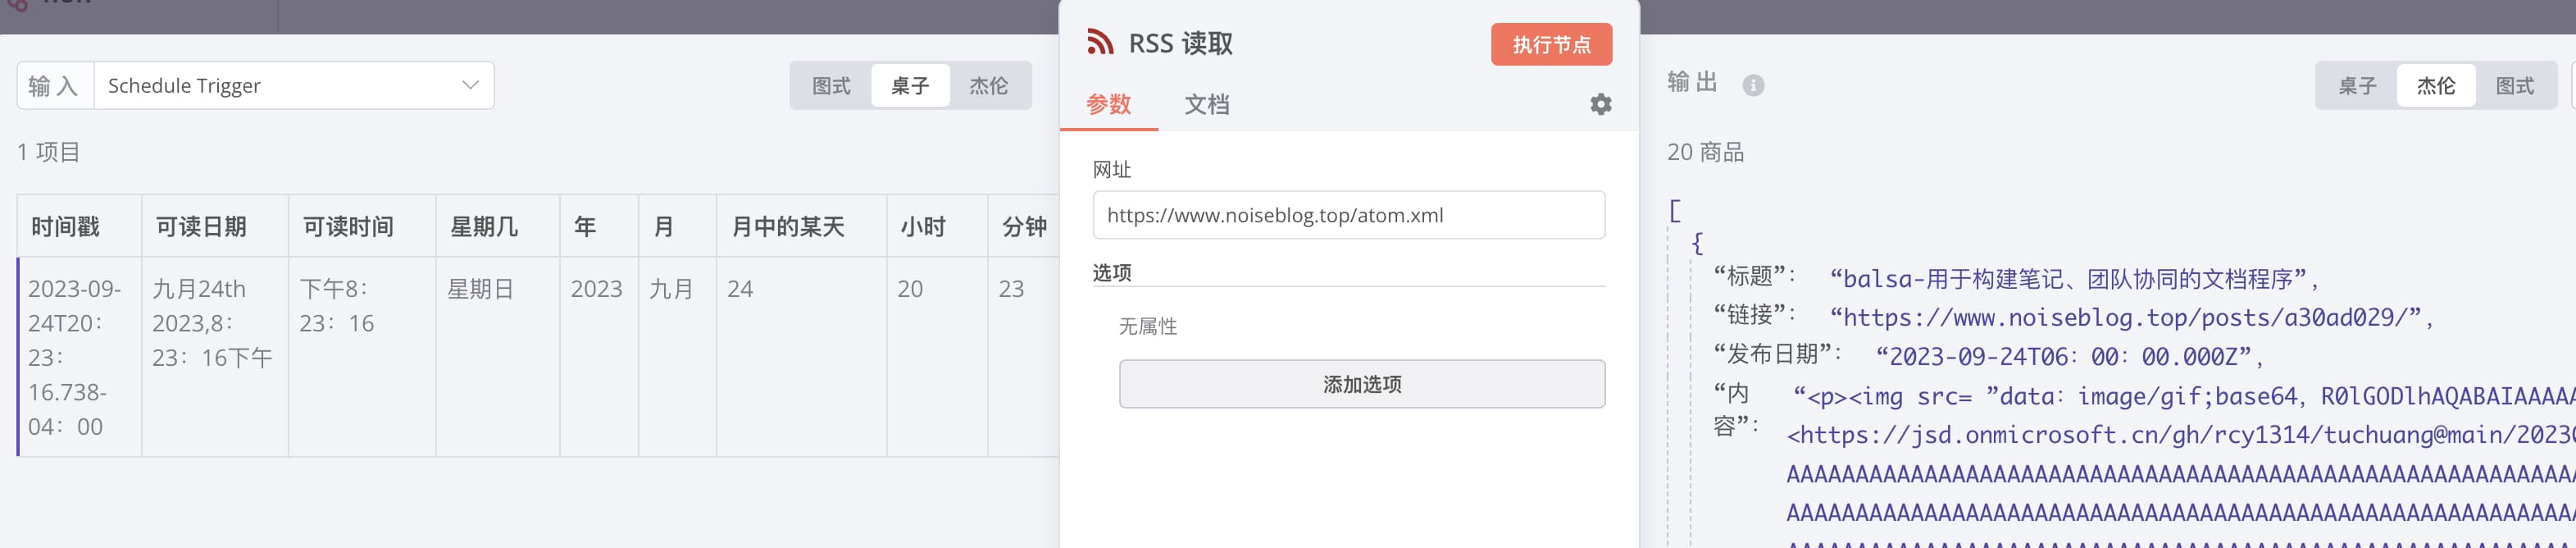 输入 Schedule Trigger
图式 桌子 杰伦
1 项目
时间戳 可读日期 可读时间 星期几 年 月 月中的某天 小时 分钟
2023-09-24T20：23：16.738-04：00
九月24th 2023,8：23：16下午
下午8：23：16
星期日
2023
九月
24
20
23
RSS 读取
执行节点
参数 文档
网址
https://www.noiseblog.top/atom.xml
选项
无属性
添加选项
输出
桌子 杰伦 图式
20 商品
[
{
“标题”： “balsa-用于构建笔记、团队协同的文档程序”,
“链接”： “https://www.noiseblog.top/posts/a30ad029/”,
“发布日期”： “2023-09-24T06：00：00.000Z”,
“内容”： “<p><img src= ”data：image/gif;base64, R0lGODlhAQABAIAAAAA
<https://jsd.onmicrosoft.cn/gh/rcy1314/tuchuang@main/2023